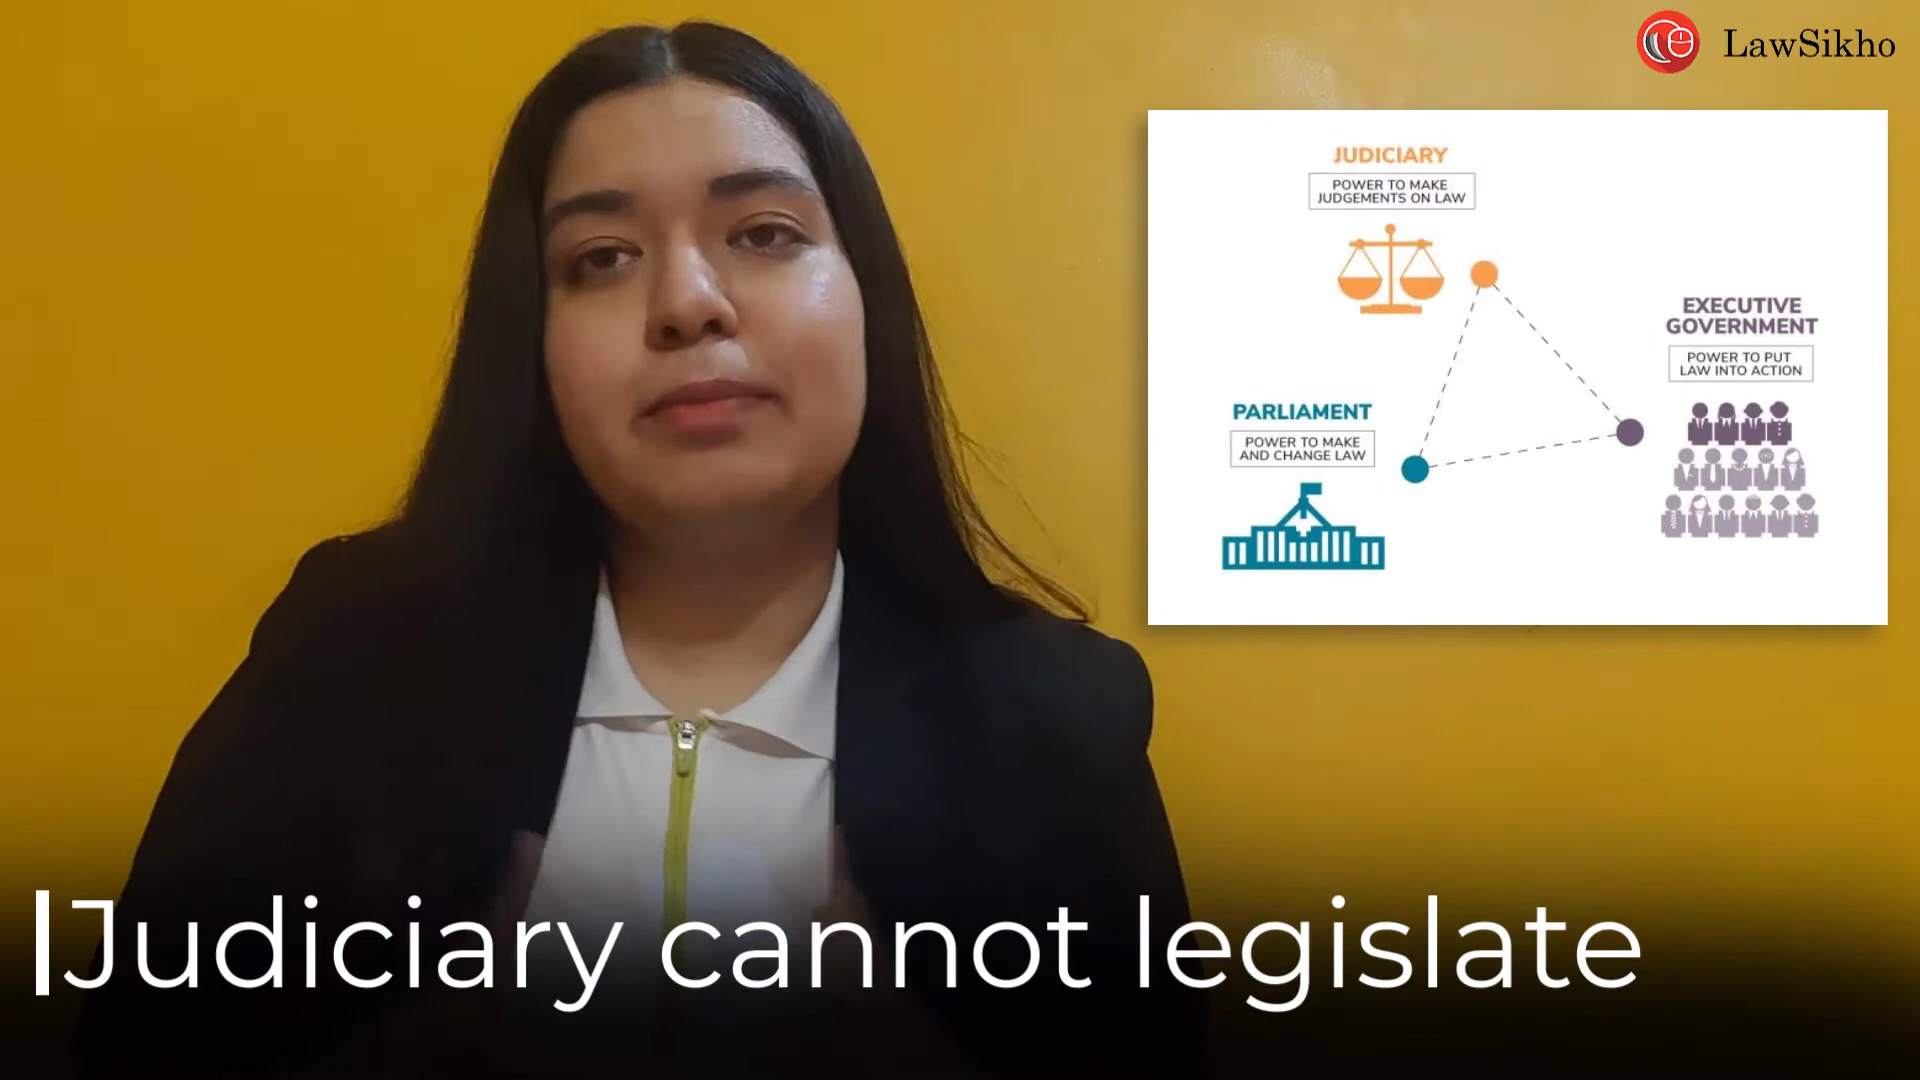 LawSikho
JUDICIARY
POWER TO MAKE
JUDGEMENTS ON LAW
EXECUTIVE
GOVERNMENT
POWER TO PUT
LAW INTO ACTION
PARLIAMENT
POWER TO MAKE
AND CHANGE LAW
Judiciary cannot legislate